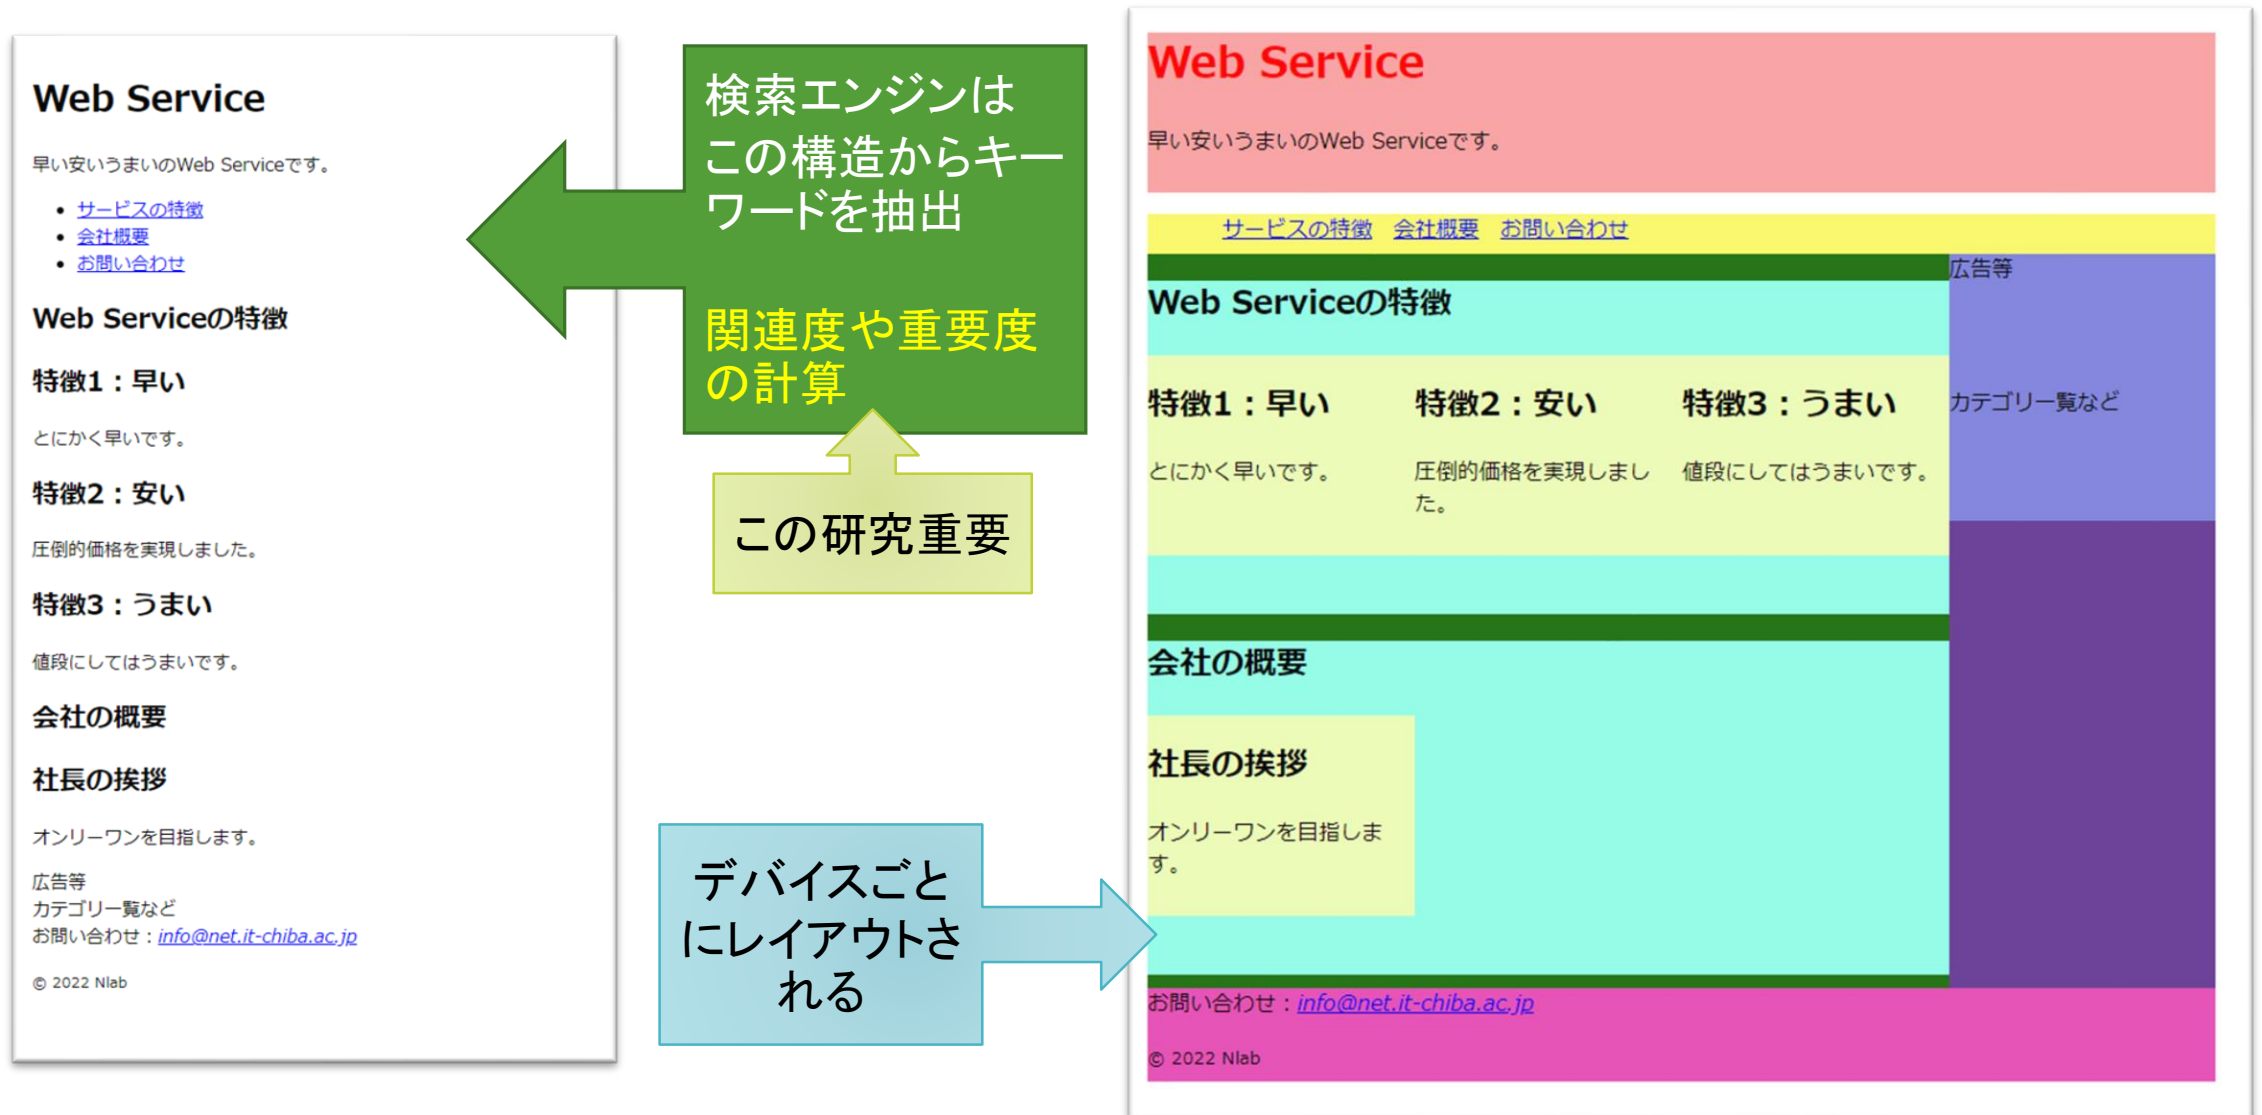 Web Service
早い安いうまいのWeb Serviceです。
サービスの特徴
会社概要
お問い合わせ
Web Serviceの特徴
特徴1：早い
とにかく早いです。
特徴2：安い
圧倒的価格を実現しました。
特徴3：うまい
値段にしてはうまいです。
会社の概要
社長の挨拶
オンリーワンを目指します。
広告等
カテゴリー覧など
お問い合わせ：info@net.it-chiba.ac.jp
© 2022 Nlab
検索エンジンは
この構造からキー
ワードを抽出
関連度や重要度
の計算
この研究重要
デバイスごと
にレイアウトさ
れる
Web Service
早い安いうまいのWeb Serviceです。
サービスの特徴 会社概要 お問い合わせ
Web Serviceの特徴
特徴1：早い
とにかく早いです。
特徴2：安い
圧倒的価格を実現しまし
た。
特徴3：うまい
値段にしてはうまいです。
会社の概要
社長の挨拶
オンリーワンを目指しま
す。
広告等
カテゴリー覧など
お問い合わせ：info@net.it-chiba.ac.jp
© 2022 Nlab